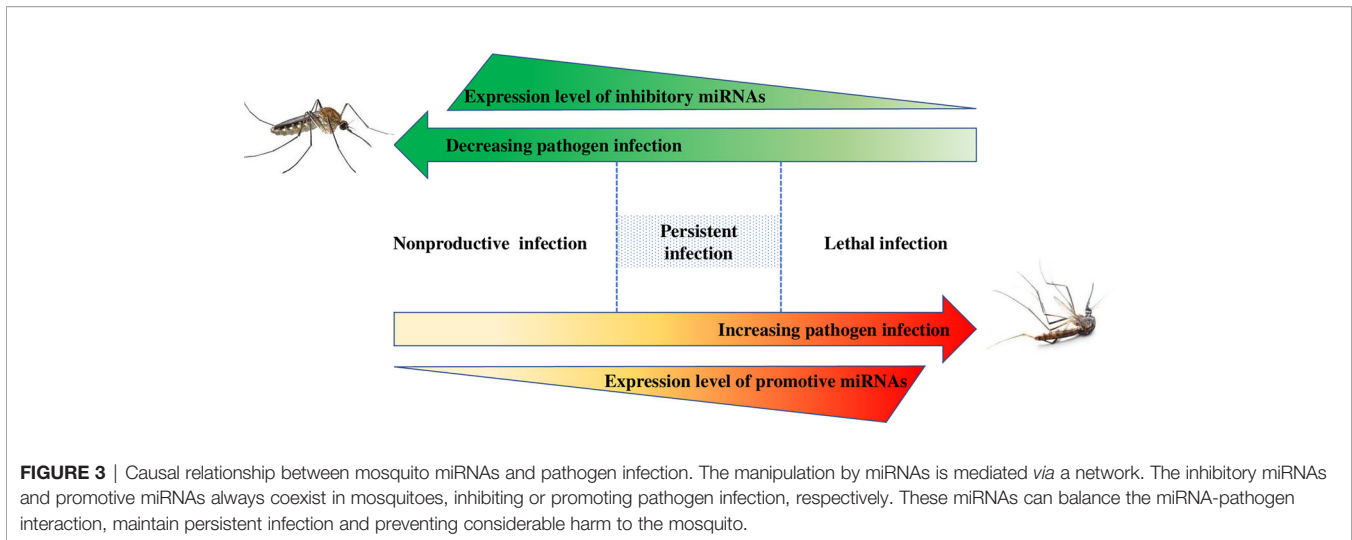 Expression level of inhibitory miRNAs
Decreasing pathogen infection
Nonproductive infection
Persistent
infection
Lethal infection
Increasing pathogen infection
Expression level of promotive miRNAs
FIGURE 3 | Causal relationship between mosquito miRNAs and pathogen infection. The manipulation by miRNAs is mediated via a network. The inhibitory miRNAs
and promotive miRNAs always coexist in mosquitoes, inhibiting or promoting pathogen infection, respectively. These miRNAs can balance the miRNA-pathogen
interaction, maintain persistent infection and preventing considerable harm to the mosquito.